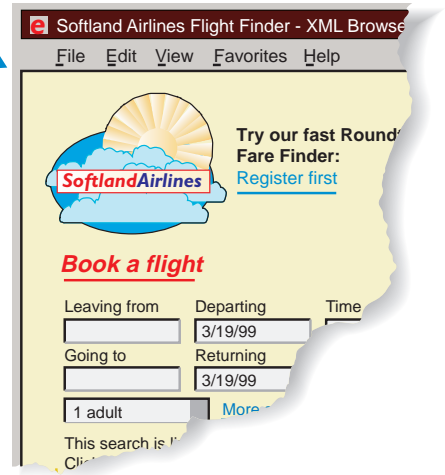 e Softland Airlines Flight Finder - XML Browse
File Edit View Favorites Help
SoftlandAirlines
Try our fast Round
Fare Finder:
Register first
Book a flight
Leaving from Departing Time
3/19/99
Going to Returning
3/19/99
1 adult More
This search is